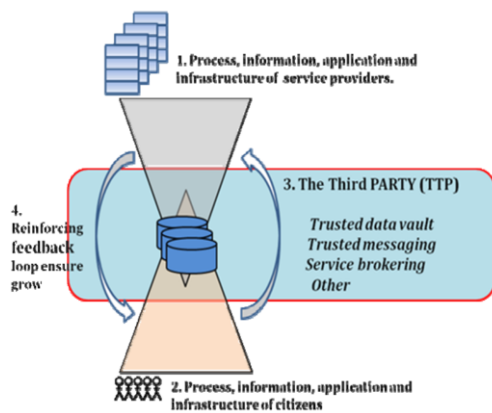 1. Process, information, application and
infrastructure of service providers.
3. The Third PARTY (TTP)
Trusted data vault
Trusted messaging
Service brokering
Other
4.
Reinforcing
feedback
loop ensure
grow
2. Process, information, application and
infrastructure of citizens